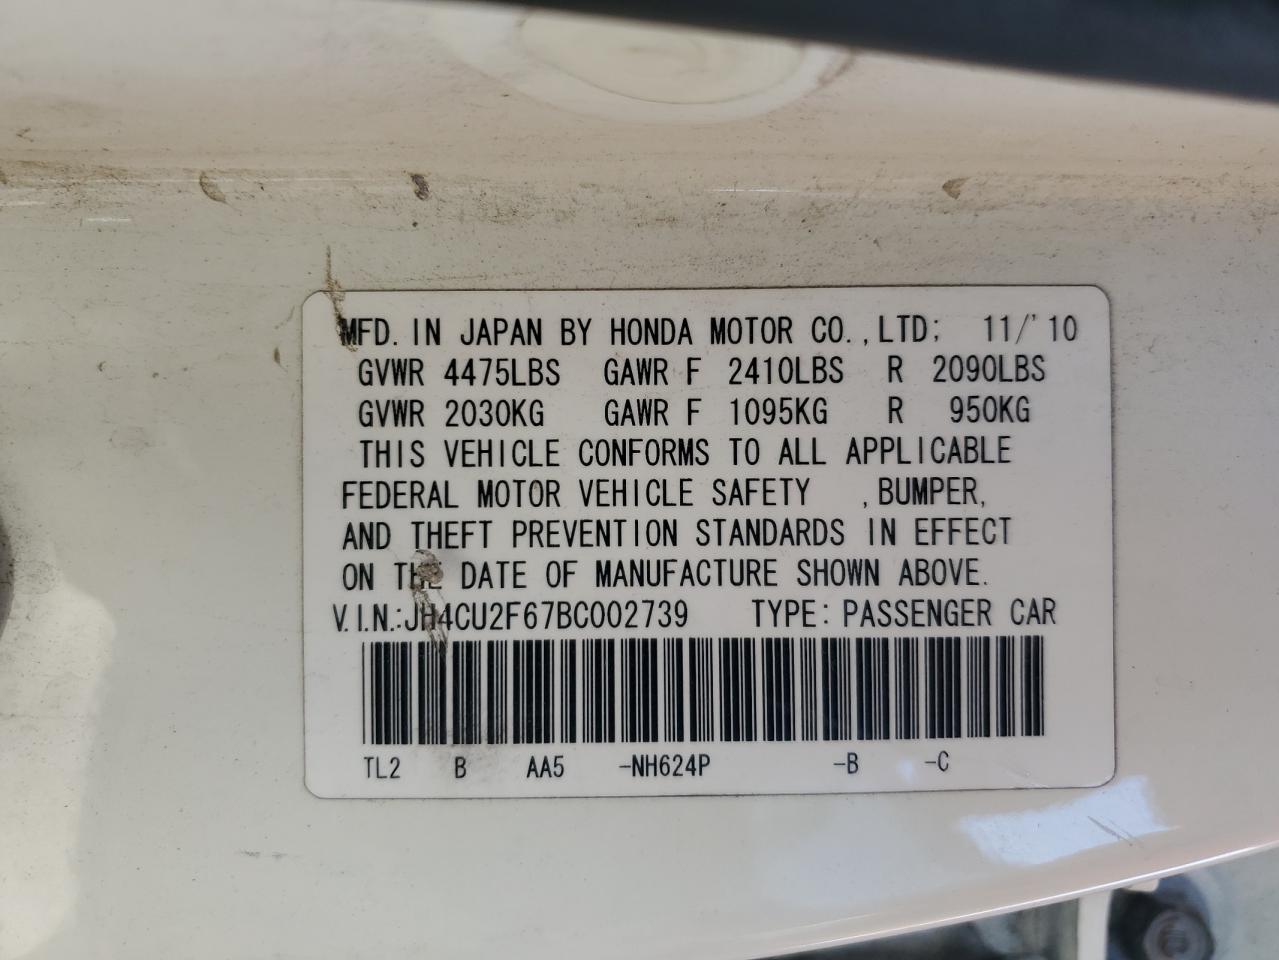 MFD. IN JAPAN BY HONDA MOTOR CO., LTD; 11/'10
GVWR 4475LBS GAWR F 2410LBS R 2090LBS
GVWR 2030KG GAWR F 1095KG R 950KG
THIS VEHICLE CONFORMS TO ALL APPLICABLE
FEDERAL MOTOR VEHICLE SAFETY , BUMPER,
AND THEFT PREVENTION STANDARDS IN EFFECT
ON THE DATE OF MANUFACTURE SHOWN ABOVE.
V.I.N.:JH4CU2F67BC002739 TYPE: PASSENGER CAR
TL2 B AA5 -NH624P -B -C